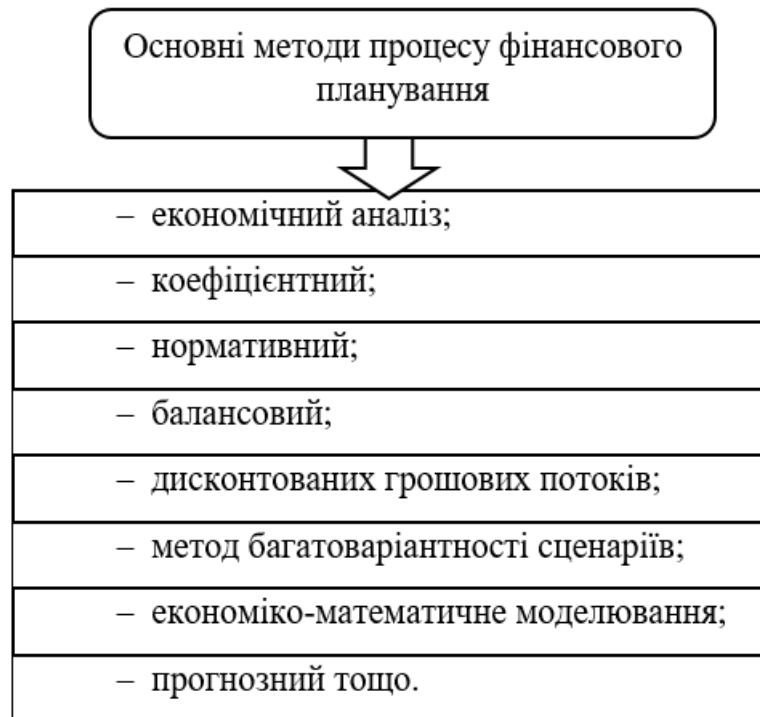 Основні методи процесу фінансового
планування
– економічний аналіз;
– коефіцієнтний;
– нормативний;
– балансовий;
– дисконтованих грошових потоків;
– метод багатоваріантності сценаріїв;
– економіко-математичне моделювання;
– прогнозний тощо.